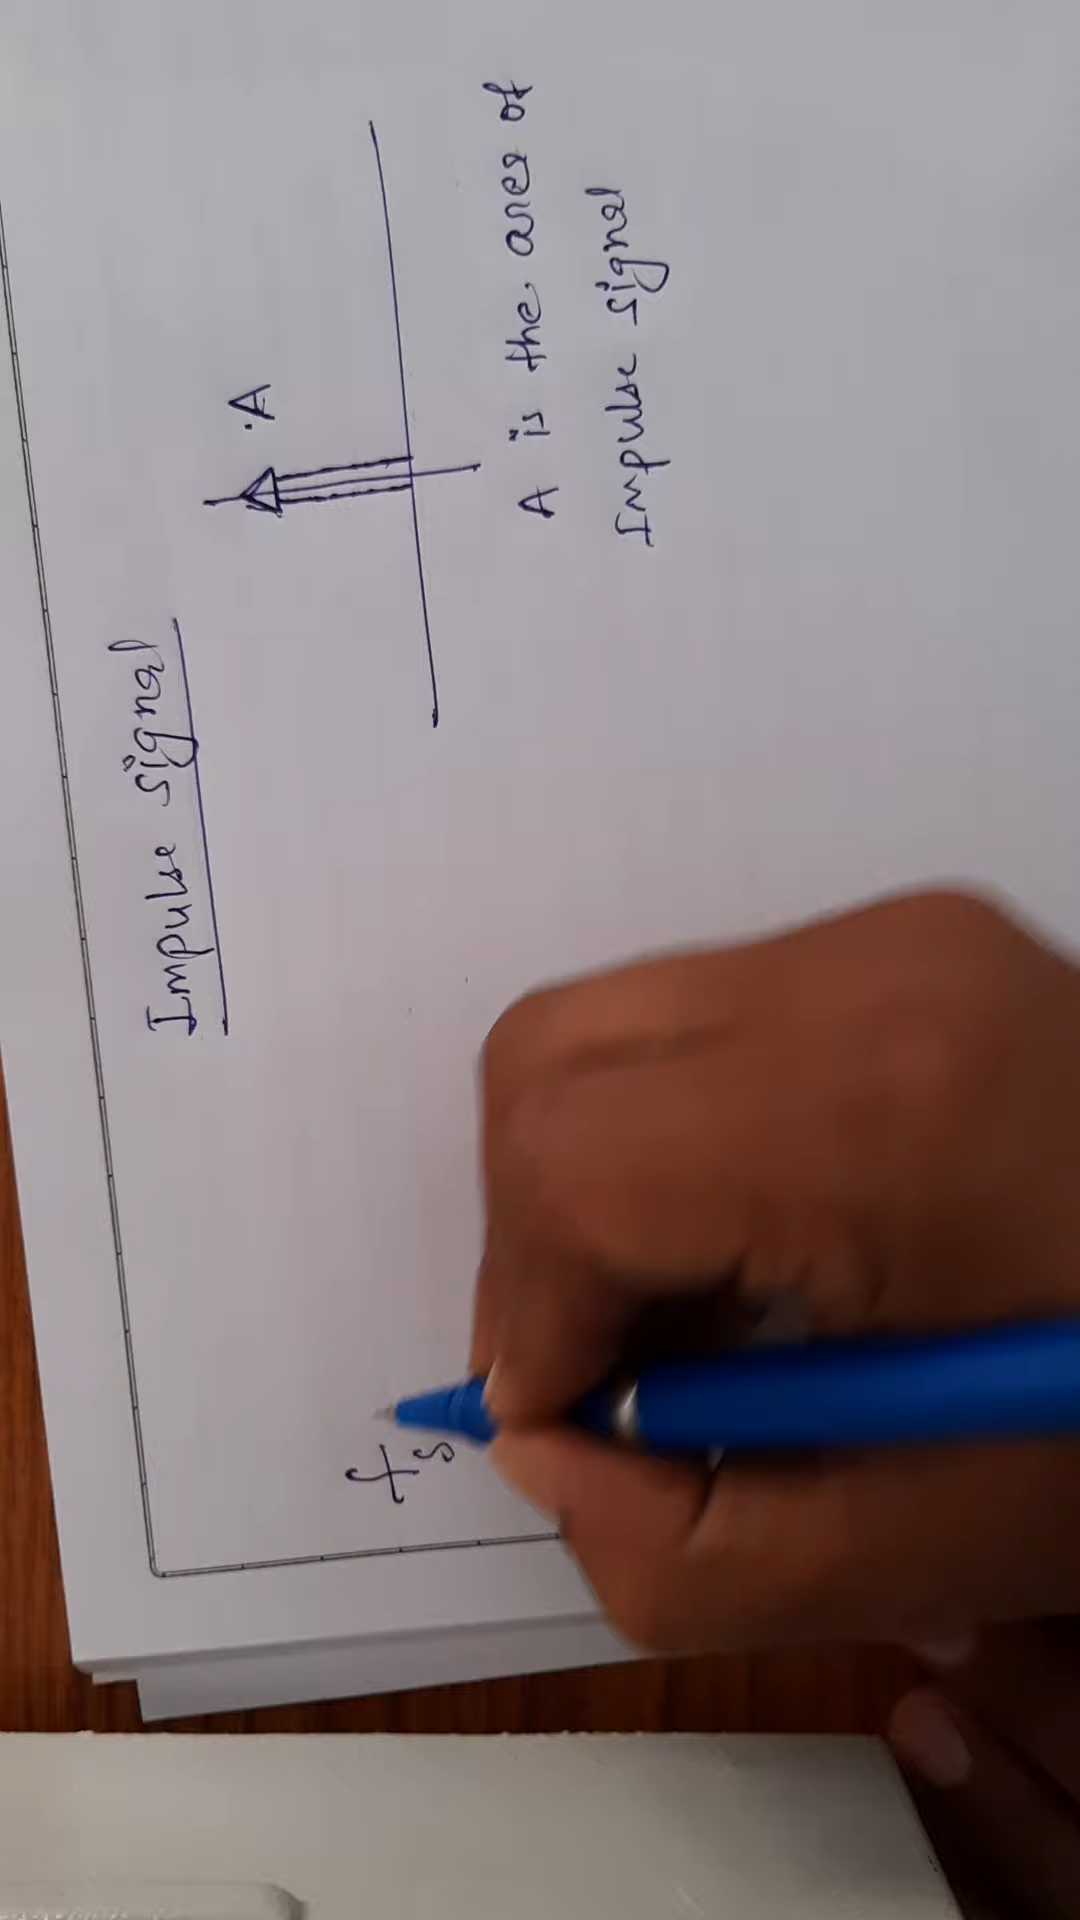 Impulse signal
A
A is the area of
Impulse signal
fs